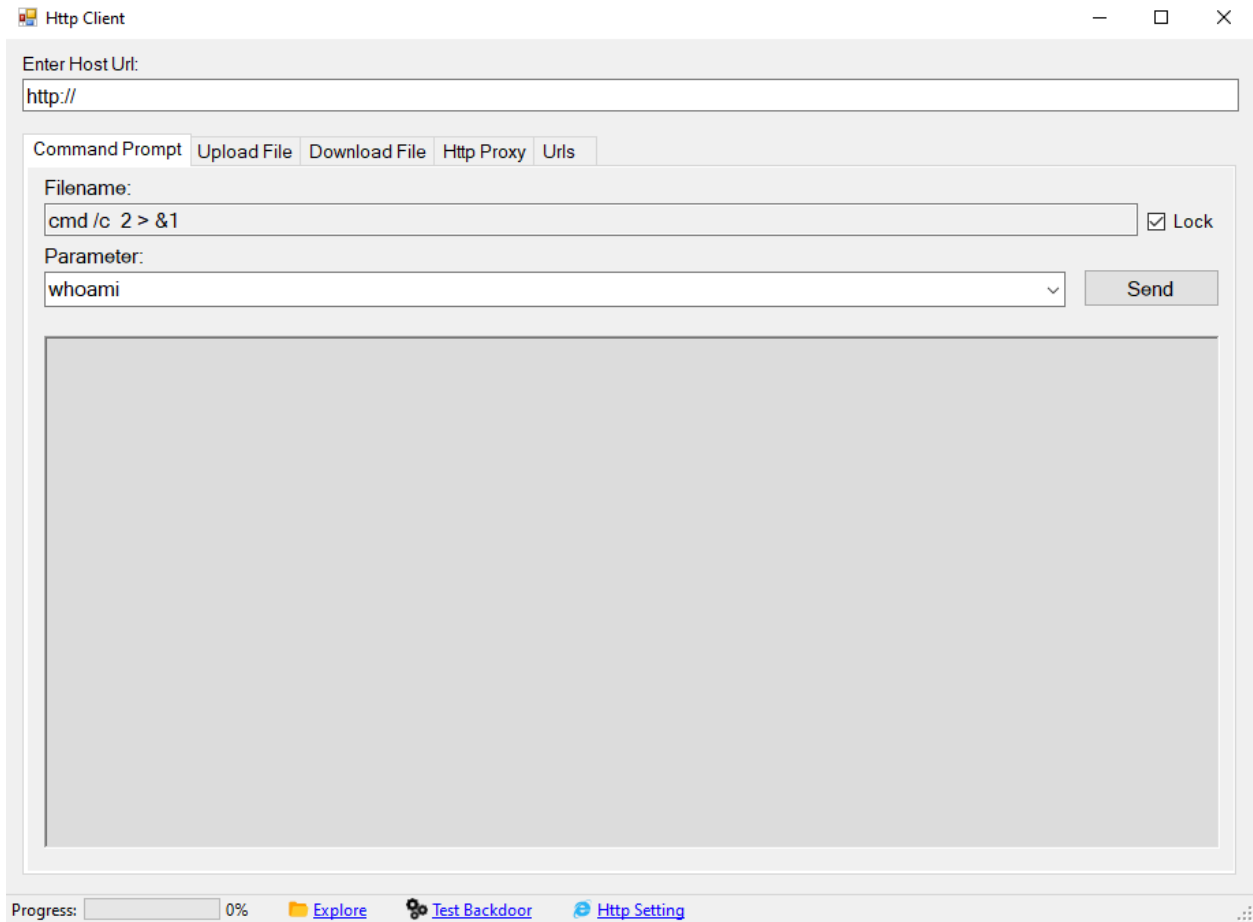 Http Client
Enter Host Url:
http://
Command Prompt Upload File Download File Http Proxy Urls
Filename:
cmd /c  2 > &1 Lock
Parameter:
whoami Send
Progress: 0% Explore Test Backdoor Http Setting